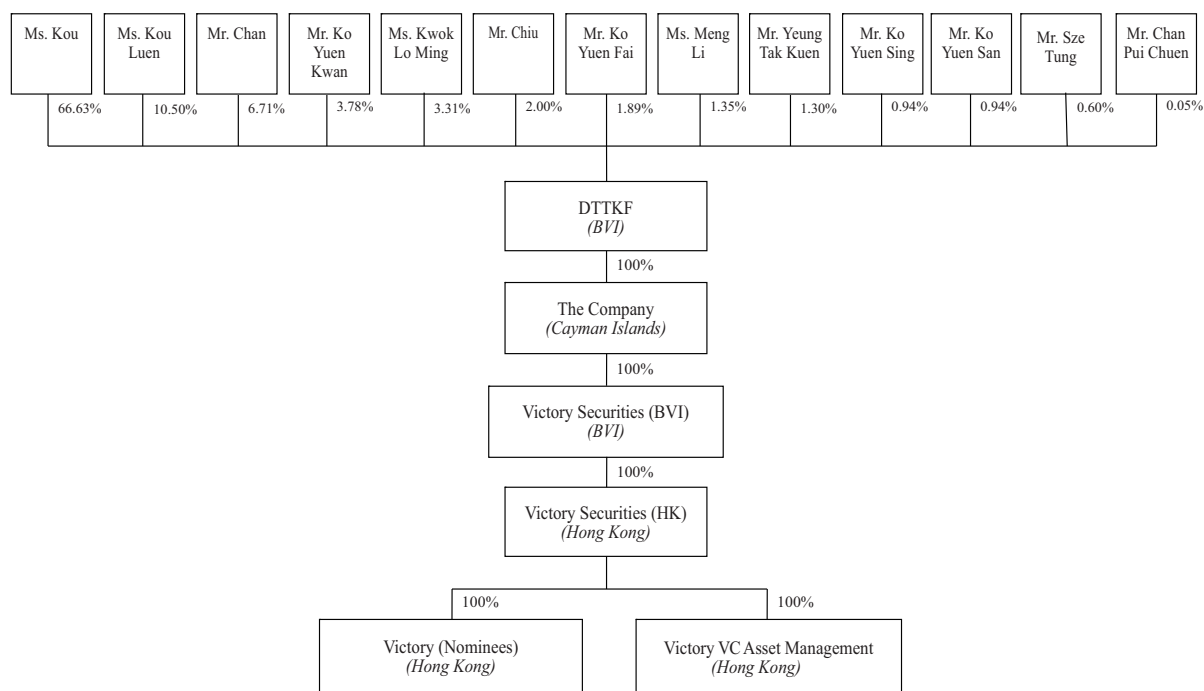 Ms. Kou
Ms. Kou
Luen
Mr. Chan
Mr. Ko
Yuen
Kwan
Ms. Kwok
Lo Ming
Mr. Chiu
Mr. Ko
Yuen Fai
Ms. Meng
Li
Mr. Yeung
Tak Kuen
Mr. Ko
Yuen Sing
Mr. Ko
Yuen San
Mr. Sze
Tung
Mr. Chan
Pui Chuen
66.63%
10.50%
6.71%
3.78%
3.31%
2.00%
1.89%
1.35%
1.30%
0.94%
0.94%
0.60%
0.05%
DTTKF
(BVI)
100%
The Company
(Cayman Islands)
100%
Victory Securities (BVI)
(BVI)
100%
Victory Securities (HK)
(Hong Kong)
100%
100%
Victory (Nominees)
(Hong Kong)
Victory VC Asset Management
(Hong Kong)